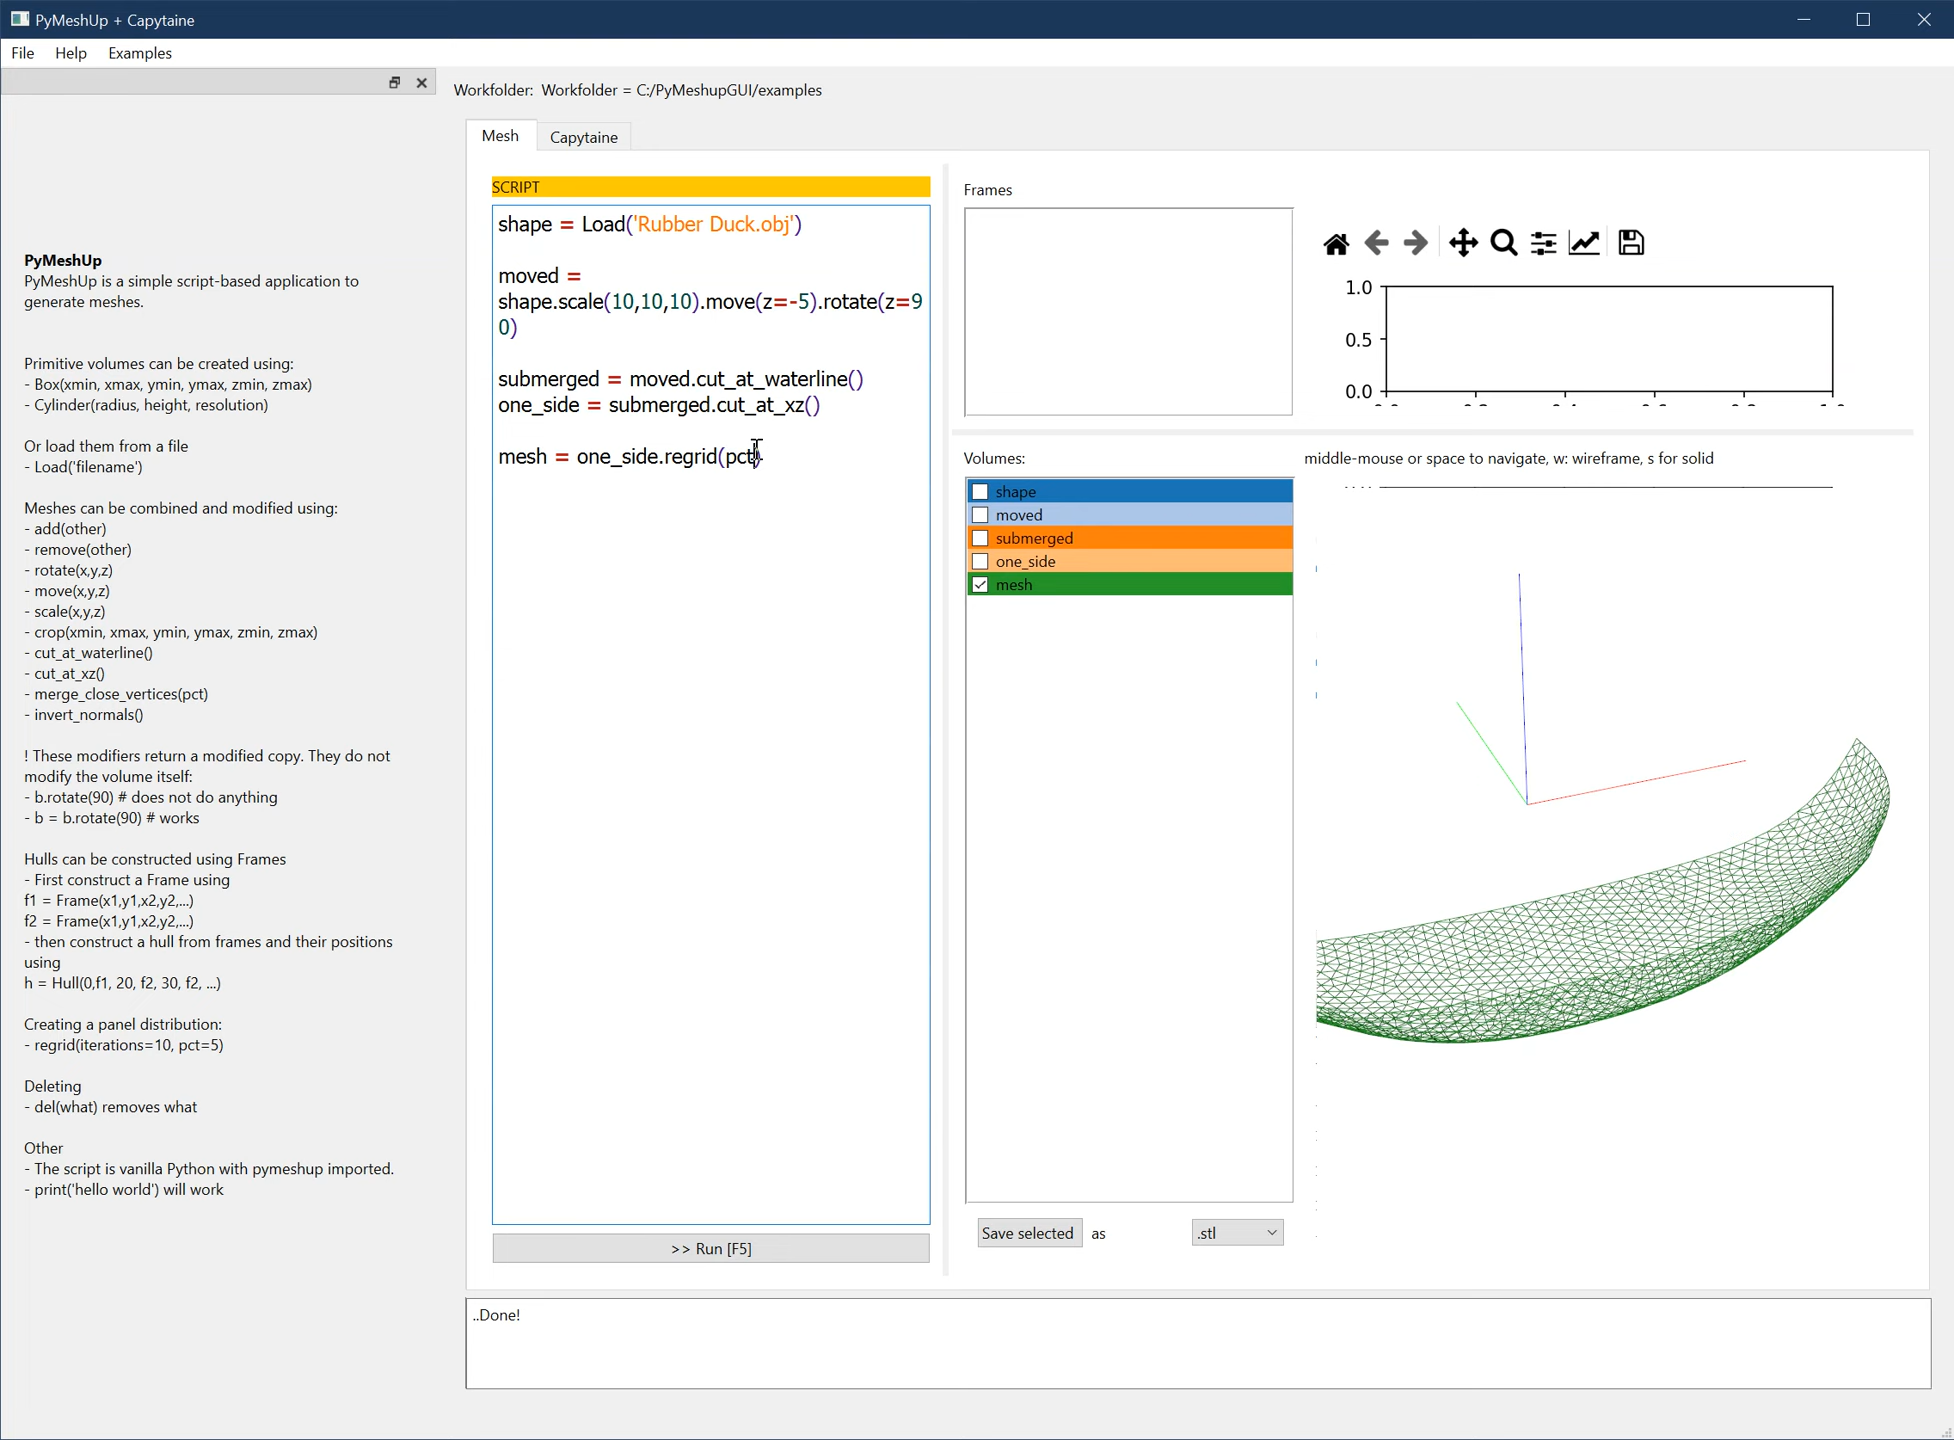 PyMeshUp + Capytaine
File Help Examples
Workfolder: Workfolder = C:/PyMeshupGUI/examples
Mesh Capytaine
PyMeshUp
PyMeshUp is a simple script-based application to
generate meshes.
Primitive volumes can be created using:
- Box(xmin, xmax, ymin, ymax, zmin, zmax)
- Cylinder(radius, height, resolution)
Or load them from a file
- Load('filename')
Meshes can be combined and modified using:
- add(other)
- remove(other)
- rotate(x,y,z)
- move(x,y,z)
- scale(x,y,z)
- crop(xmin, xmax, ymin, ymax, zmin, zmax)
- cut_at_waterline()
- cut_at_xz()
- merge_close_vertices(pct)
- invert_normals()
! These modifiers return a modified copy. They do not
modify the volume itself:
- b.rotate(90) # does not do anything
- b = b.rotate(90) # works
Hulls can be constructed using Frames
- First construct a Frame using
f1 = Frame(x1,y1,x2,y2,...)
f2 = Frame(x1,y1,x2,y2,...)
- then construct a hull from frames and their positions
using
h = Hull(0,f1, 20, f2, 30, f2, ...)
Creating a panel distribution:
- regrid(iterations=10, pct=5)
Deleting
- del(what) removes what
Other
- The script is vanilla Python with pymeshup imported.
- print('hello world') will work
SCRIPT
shape = Load('Rubber Duck.obj')
moved =
shape.scale(10,10,10).move(z=-5).rotate(z=9
0)
submerged = moved.cut_at_waterline()
one_side = submerged.cut_at_xz()
mesh = one_side.regrid(pct)
>> Run [F5]
Frames
1.0
0.5
0.0
Volumes:
middle-mouse or space to navigate, w: wireframe, s for solid
shape
moved
submerged
one_side
mesh
Save selected as .stl
..Done!